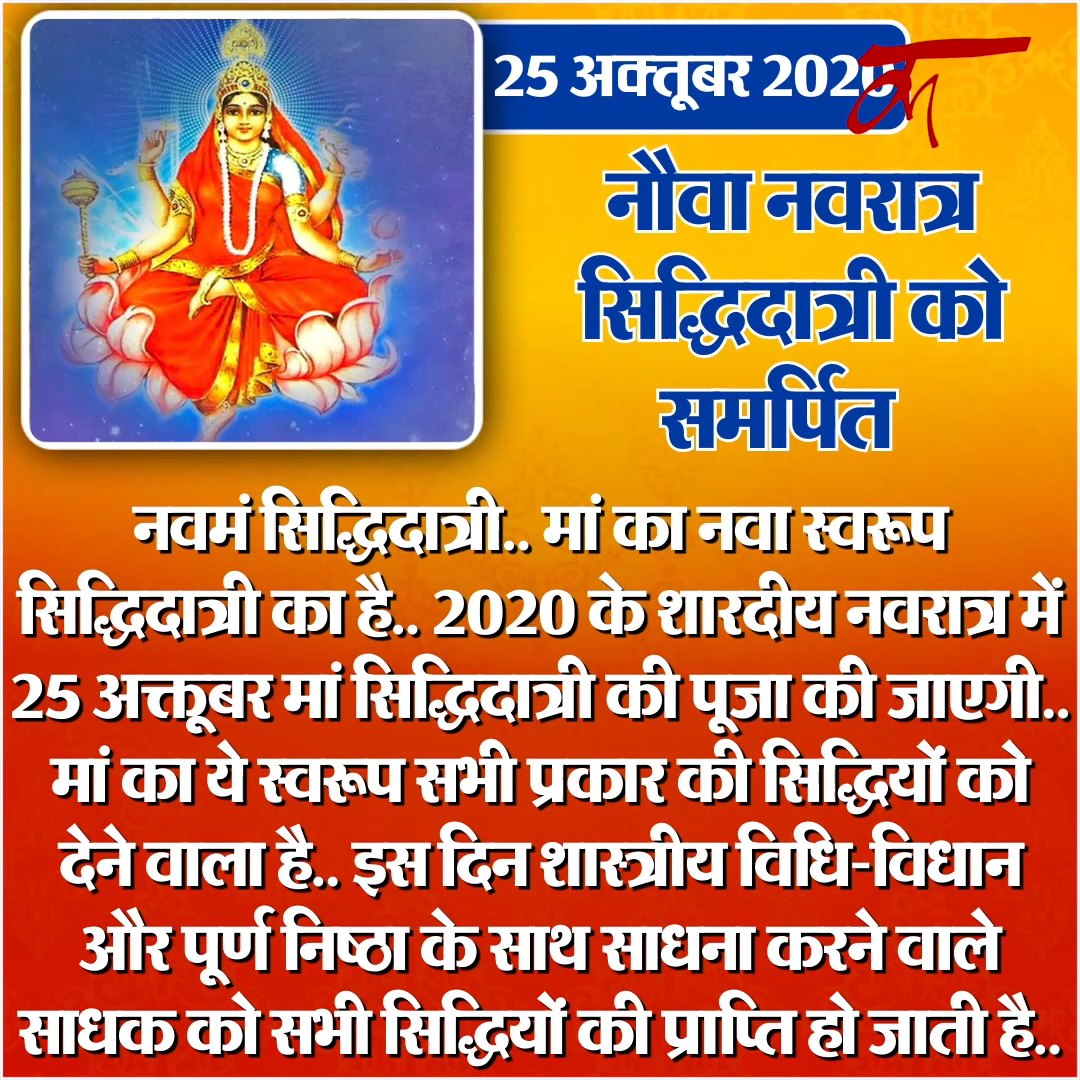 25 अक्तूबर 2020
क
नौवा नवरात्र
सिद्धिदात्री को
समर्पित
नवमं सिद्धिदात्री.. मां का नवा स्वरूप
सिद्धिदात्री का है.. 2020 के शारदीय नवरात्र में
25 अक्तूबर मां सिद्धिदात्री की पूजा की जाएगी..
मां का ये स्वरूप सभी प्रकार की सिद्धियों को
देने वाला है.. इस दिन शास्त्रीय विधि-विधान
और पूर्ण निष्ठा के साथ साधना करने वाले
साधक को सभी सिद्धियों की प्राप्ति हो जाती है..